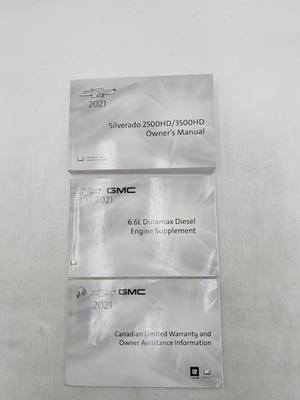 2021
Silverado 2500HD/3500HD
Owner's Manual
GMC
2021
6.6L Duramax Diesel
Engine Supplement
GMC
2021
Canadian Limited Warranty and
Owner Assistance Information